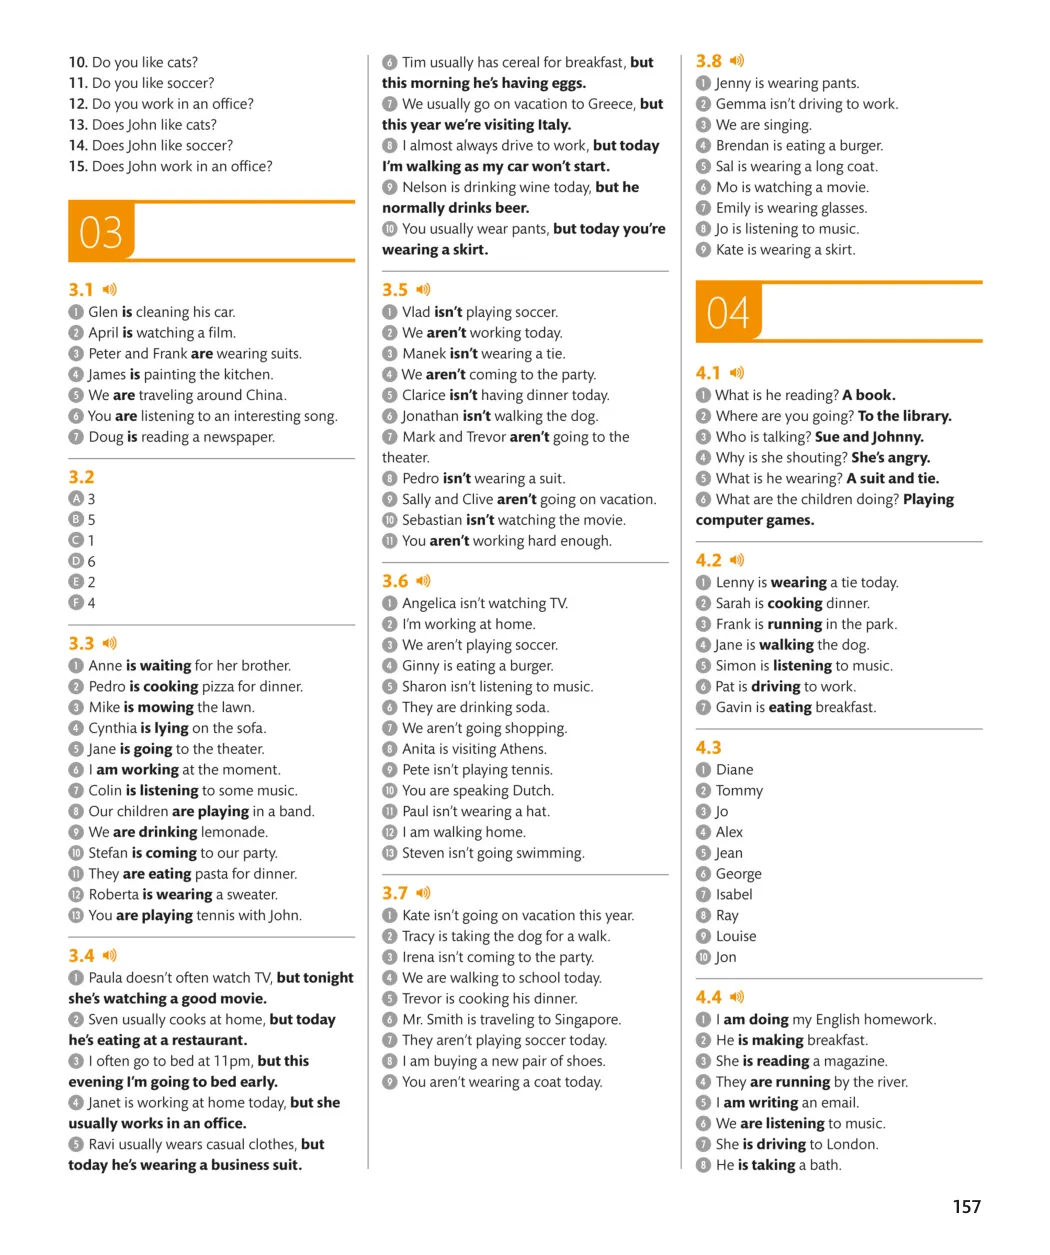 10. Do you like cats?
11. Do you like soccer?
12. Do you work in an office?
13. Does John like cats?
14. Does John like soccer?
15. Does John work in an office?
03
3.1
1 Glen is cleaning his car.
2 April is watching a film.
3 Peter and Frank are wearing suits.
4 James is painting the kitchen.
5 We are traveling around China.
6 You are listening to an interesting song.
7 Doug is reading a newspaper.
3.2
A 3
B 5
C 1
D 6
E 2
F 4
3.3
1 Anne is waiting for her brother.
2 Pedro is cooking pizza for dinner.
3 Mike is mowing the lawn.
4 Cynthia is lying on the sofa.
5 Jane is going to the theater.
6 I am working at the moment.
7 Colin is listening to some music.
8 Our children are playing in a band.
9 We are drinking lemonade.
10 Stefan is coming to our party.
11 They are eating pasta for dinner.
12 Roberta is wearing a sweater.
13 You are playing tennis with John.
3.4
1 Paula doesn't often watch TV, but tonight
she's watching a good movie.
2 Sven usually cooks at home, but today
he's eating at a restaurant.
3 I often go to bed at 11pm, but this
evening I'm going to bed early.
4 Janet is working at home today, but she
usually works in an office.
5 Ravi usually wears casual clothes, but
today he's wearing a business suit.
6 Tim usually has cereal for breakfast, but
this morning he's having eggs.
7 We usually go on vacation to Greece, but
this year we're visiting Italy.
8 I almost always drive to work, but today
I'm walking as my car won't start.
9 Nelson is drinking wine today, but he
normally drinks beer.
10 You usually wear pants, but today you're
wearing a skirt.
3.5
1 Vlad isn't playing soccer.
2 We aren't working today.
3 Manek isn't wearing a tie.
4 We aren't coming to the party.
5 Clarice isn't having dinner today.
6 Jonathan isn't walking the dog.
7 Mark and Trevor aren't going to the
theater.
8 Pedro isn't wearing a suit.
9 Sally and Clive aren't going on vacation.
10 Sebastian isn't watching the movie.
11 You aren't working hard enough.
3.6
1 Angelica isn't watching TV.
2 I'm working at home.
3 We aren't playing soccer.
4 Ginny is eating a burger.
5 Sharon isn't listening to music.
6 They are drinking soda.
7 We aren't going shopping.
8 Anita is visiting Athens.
9 Pete isn't playing tennis.
10 You are speaking Dutch.
11 Paul isn't wearing a hat.
12 I am walking home.
13 Steven isn't going swimming.
3.7
1 Kate isn't going on vacation this year.
2 Tracy is taking the dog for a walk.
3 Irena isn't coming to the party.
4 We are walking to school today.
5 Trevor is cooking his dinner.
6 Mr. Smith is traveling to Singapore.
7 They aren't playing soccer today.
8 I am buying a new pair of shoes.
9 You aren't wearing a coat today.
3.8
1 Jenny is wearing pants.
2 Gemma isn't driving to work.
3 We are singing.
4 Brendan is eating a burger.
5 Sal is wearing a long coat.
6 Mo is watching a movie.
7 Emily is wearing glasses.
8 Jo is listening to music.
9 Kate is wearing a skirt.
04
4.1
1 What is he reading? A book.
2 Where are you going? To the library.
3 Who is talking? Sue and Johnny.
4 Why is she shouting? She's angry.
5 What is he wearing? A suit and tie.
6 What are the children doing? Playing
computer games.
4.2
1 Lenny is wearing a tie today.
2 Sarah is cooking dinner.
3 Frank is running in the park.
4 Jane is walking the dog.
5 Simon is listening to music.
6 Pat is driving to work.
7 Gavin is eating breakfast.
4.3
1 Diane
2 Tommy
3 Jo
4 Alex
5 Jean
6 George
7 Isabel
8 Ray
9 Louise
10 Jon
4.4
1 I am doing my English homework.
2 He is making breakfast.
3 She is reading a magazine.
4 They are running by the river.
5 I am writing an email.
6 We are listening to music.
7 She is driving to London.
8 He is taking a bath.
157